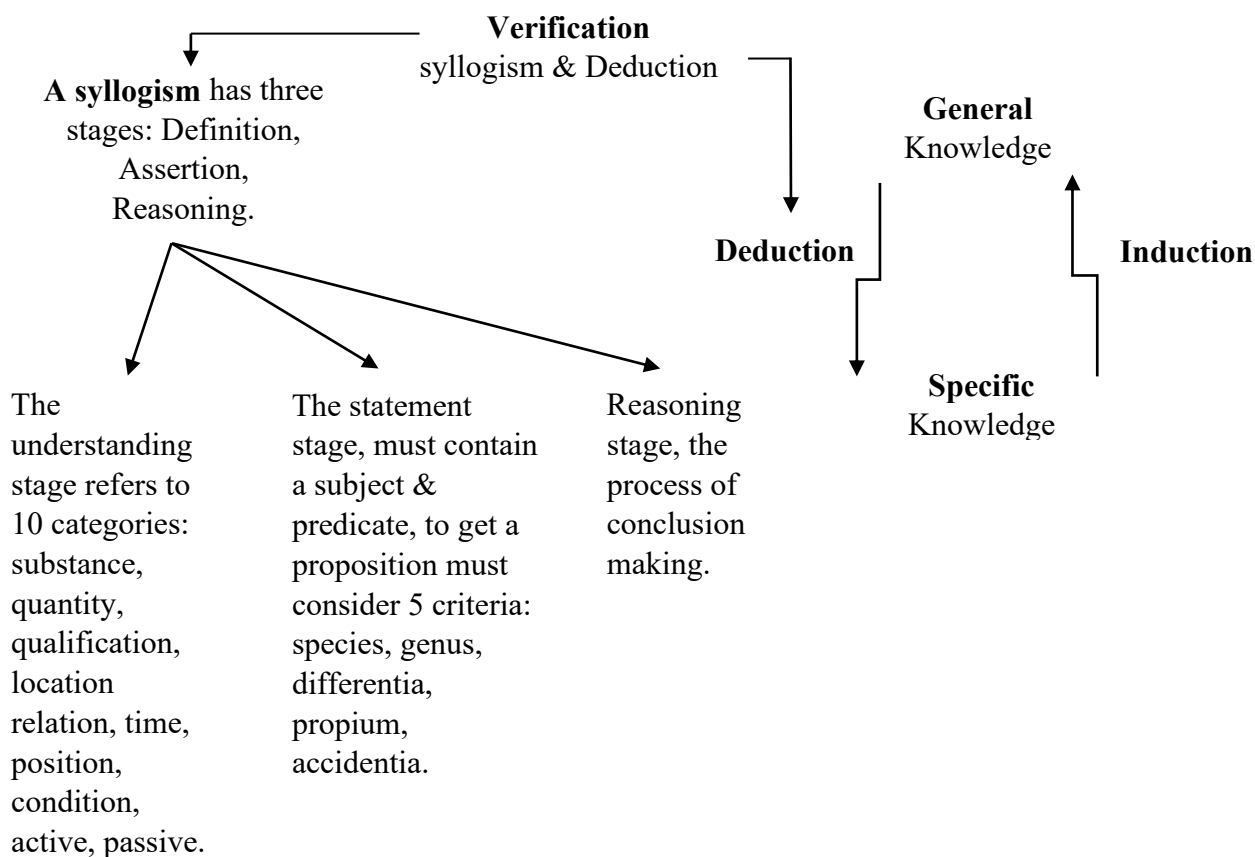 Verification
syllogism & Deduction
A syllogism has three
stages: Definition,
Assertion,
Reasoning.
General
Knowledge
Deduction
Induction
Specific
Knowledge
The
understanding
stage refers to
10 categories:
substance,
quantity,
qualification,
location
relation, time,
position,
condition,
active, passive.
The statement
stage, must contain
a subject &
predicate, to get a
proposition must
consider 5 criteria:
species, genus,
differentia,
propium,
accidentia.
Reasoning
stage, the
process of
conclusion
making.